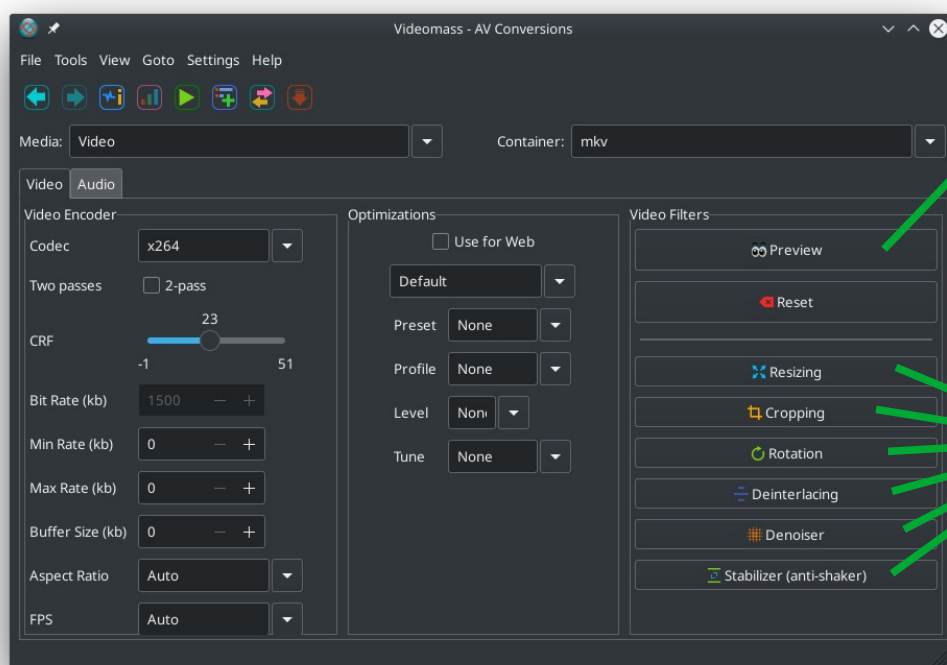 Videomass - AV Conversions
File Tools View Goto Settings Help
Media: Video Container: mkv
Video Audio
Video Encoder
Codec x264
Two passes 2-pass
CRF 23
-1 51
Bit Rate (kb) 1500
Min Rate (kb) 0
Max Rate (kb) 0
Buffer Size (kb) 0
Aspect Ratio Auto
FPS Auto
Optimizations
Use for Web
Default
Preset None
Profile None
Level Non
Tune None
Video Filters
Preview
Reset
Resizing
Cropping
Rotation
Deinterlacing
Denoiser
Stabilizer (anti-shaker)